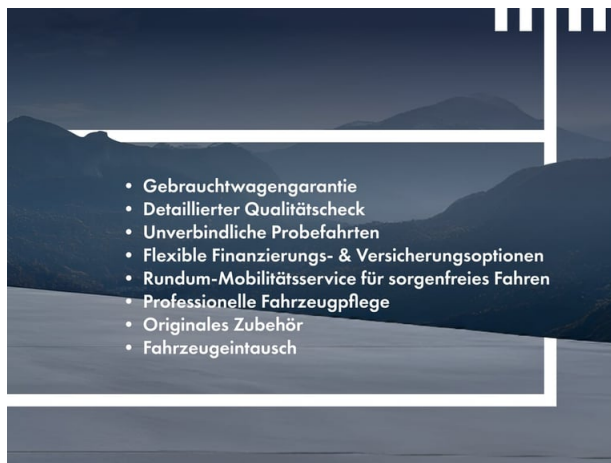 • Gebrauchtwagengarantie
• Detaillierter Qualitätscheck
• Unverbindliche Probefahrten
• Flexible Finanzierungs- & Versicherungsoptionen
• Rundum-Mobilitätsservice für sorgenfreies Fahren
• Professionelle Fahrzeugpflege
• Originales Zubehör
• Fahrzeugeintausch